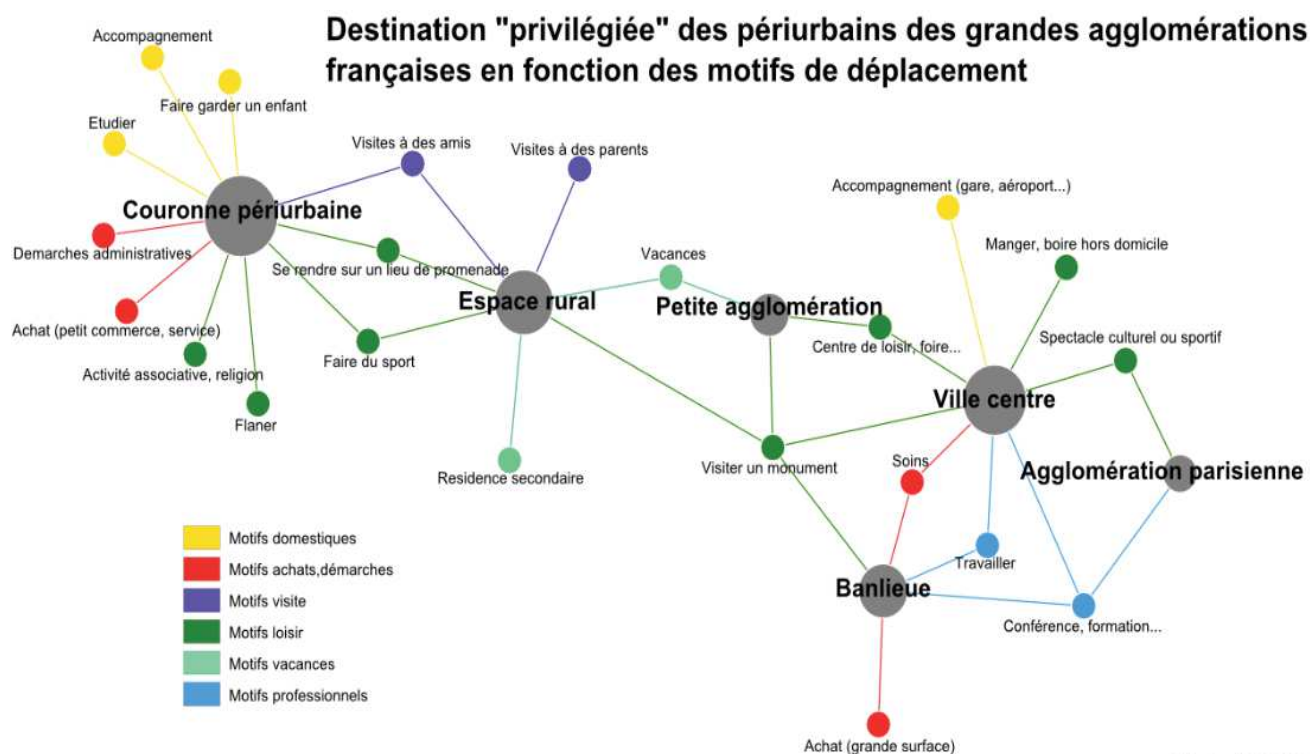 Destination "privilégiée" des périurbains des grandes agglomérations
françaises en fonction des motifs de déplacement
Accompagnement
Faire garder un enfant
Etudier
Visites à des amis
Visites à des parents
Accompagnement (gare, aéroport...)
Couronne périurbaine
Demarches administratives
Manger, boire hors domicile
Vacances
Se rendre sur un lieu de promenade
Espace rural
Petite agglomération
Achat (petit commerce, service)
Centre de loisir, foire...
Spectacle culturel ou sportif
Faire du sport
Activité associative, religion
Ville centre
Flaner
Soins
Visiter un monument
Residence secondaire
Agglomération parisienne
Motifs domestiques
Motifs achats,démarches
Motifs visite
Motifs loisir
Motifs vacances
Motifs professionnels
Travailler
Banlieue
Conférence, formation...
Achat (grande surface)